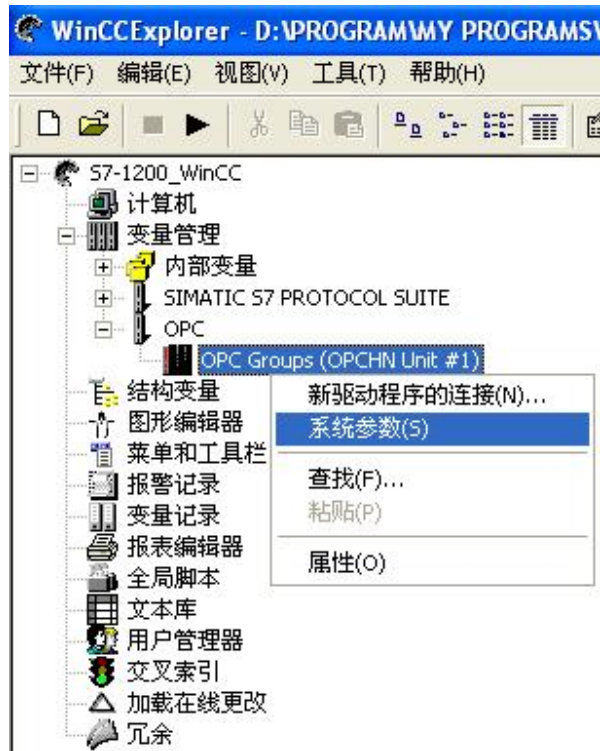 WinCCExplorer - D:\PROGRAM\MY PROGRAMS\
文件(F) 编辑(E) 视图(V) 工具(T) 帮助(H)
S7-1200_WinCC
计算机
变量管理
内部变量
SIMATIC S7 PROTOCOL SUITE
OPC
OPC Groups (OPCHN Unit #1)
新驱动程序的连接(N)...
系统参数(S)
查找(F)...
粘贴(P)
属性(O)
结构变量
图形编辑器
菜单和工具栏
报警记录
变量记录
报表编辑器
全局脚本
文本库
用户管理器
交叉索引
加载在线更改
冗余